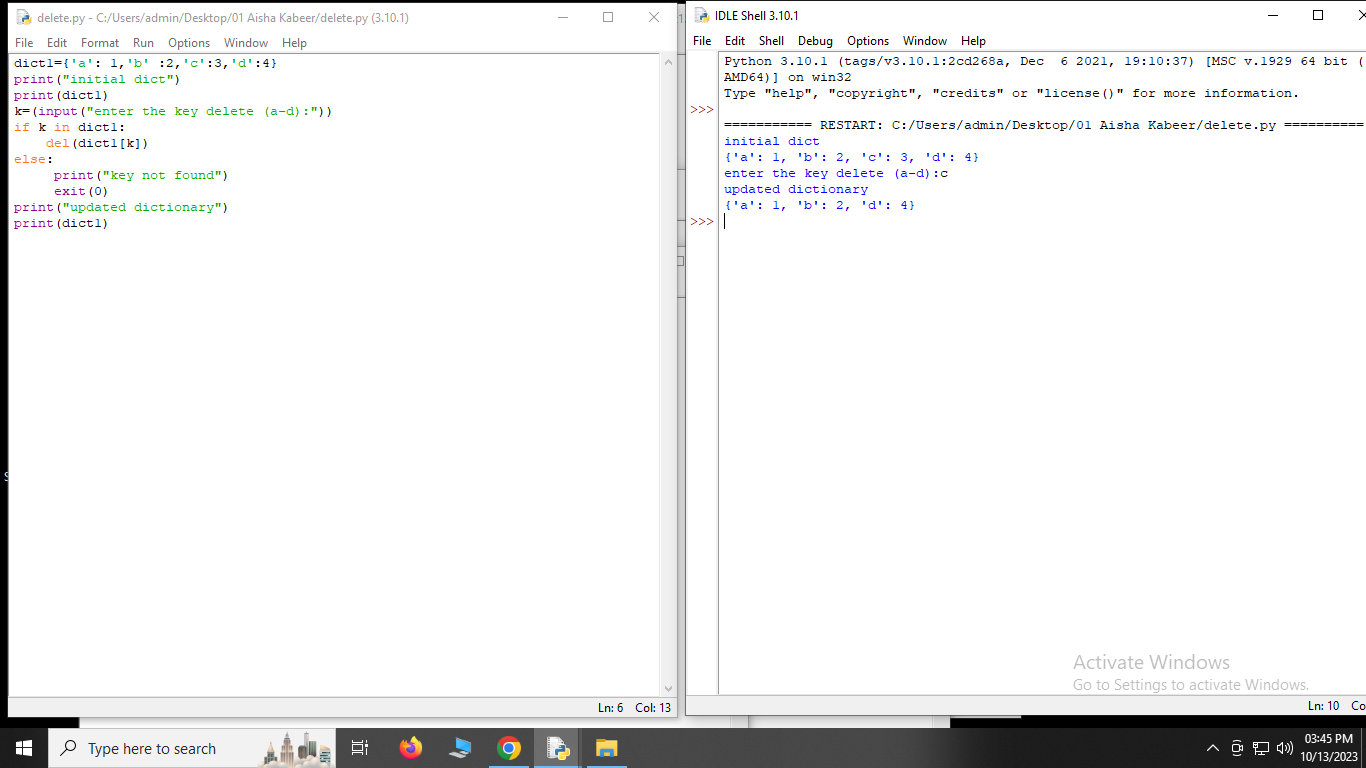 delete.py - C:/Users/admin/Desktop/01 Aisha Kabeer/delete.py (3.10.1)
File Edit Format Run Options Window Help
dict1={'a': 1,'b' :2,'c':3,'d':4}
print("initial dict")
print(dict1)
k=(input("enter the key delete (a-d):"))
if k in dict1:
    del(dict1[k])
else:
     print("key not found")
     exit(0)
print("updated dictionary")
print(dict1)
Ln: 6 Col: 13
IDLE Shell 3.10.1
File Edit Shell Debug Options Window Help
Python 3.10.1 (tags/v3.10.1:2cd268a, Dec  6 2021, 19:10:37) [MSC v.1929 64 bit (
AMD64)] on win32
Type "help", "copyright", "credits" or "license()" for more information.
>>>
=========== RESTART: C:/Users/admin/Desktop/01 Aisha Kabeer/delete.py ==========
initial dict
{'a': 1, 'b': 2, 'c': 3, 'd': 4}
enter the key delete (a-d):c
updated dictionary
{'a': 1, 'b': 2, 'd': 4}
>>>
Activate Windows
Go to Settings to activate Windows.
Ln: 10 Co
Type here to search
03:45 PM
10/13/2023